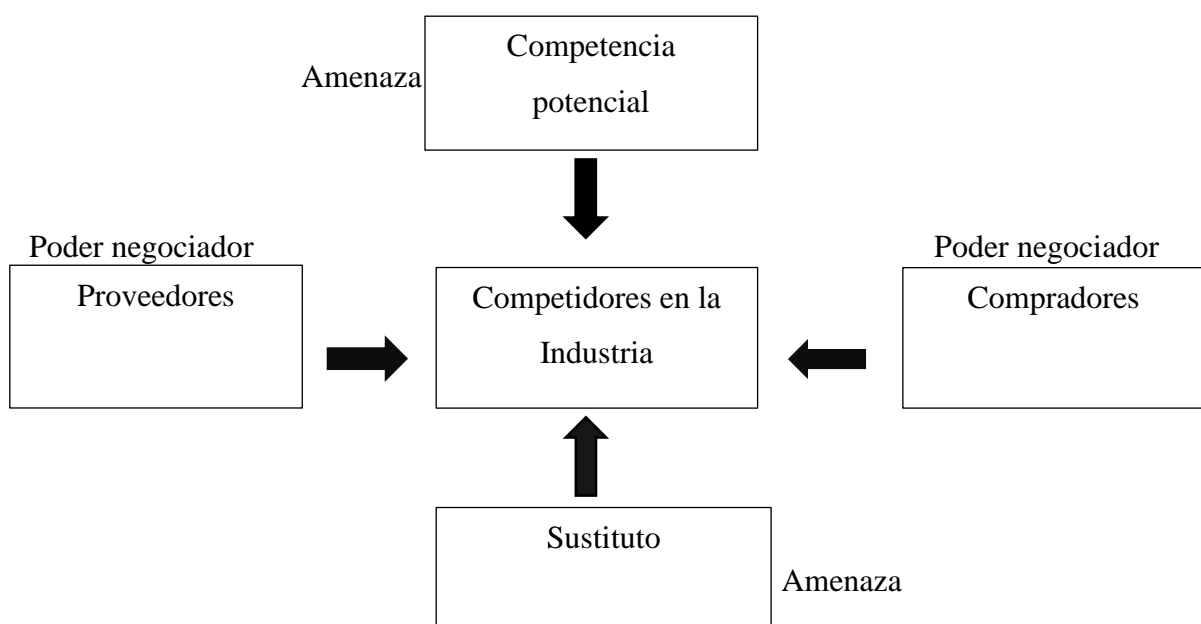 Competencia
potencial
Amenaza
Poder negociador
Proveedores
Competidores en la
Industria
Poder negociador
Compradores
Sustituto
Amenaza